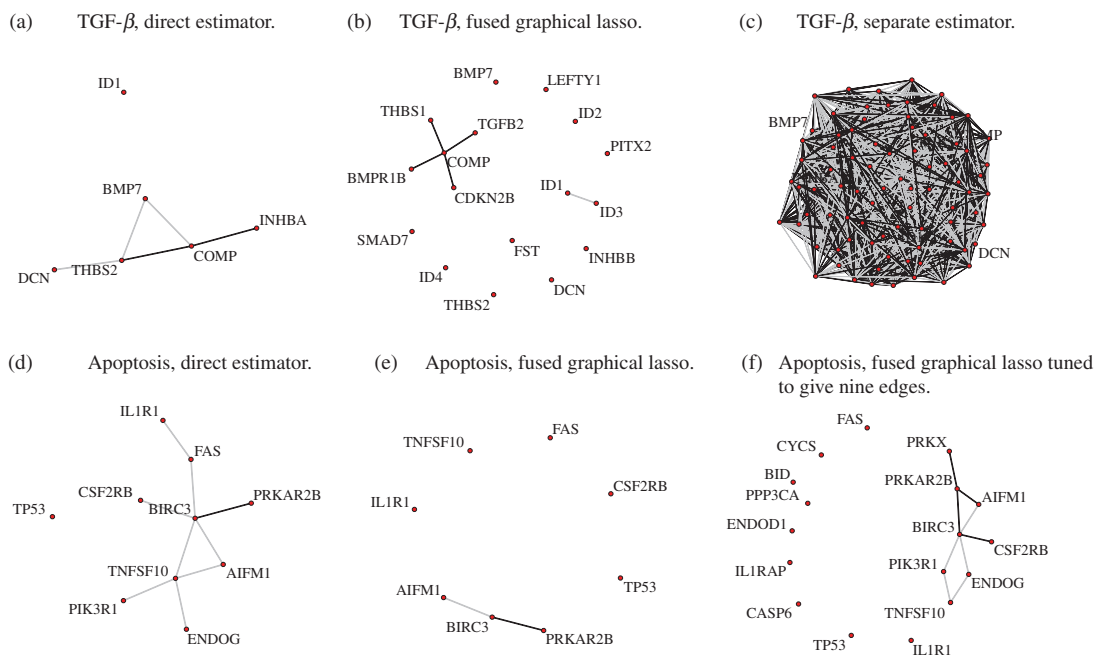 (a) TGF-β, direct estimator.
(b) TGF-β, fused graphical lasso.
(c) TGF-β, separate estimator.
ID1
BMP7
INHBA
COMP
THBS2
DCN
BMP7
LEFTY1
THBS1
TGFB2
ID2
PITX2
COMP
BMPR1B
CDKN2B
ID1
ID3
SMAD7
FST
INHBB
ID4
DCN
THBS2
BMP7
MP
DCN
(d) Apoptosis, direct estimator.
(e) Apoptosis, fused graphical lasso.
(f) Apoptosis, fused graphical lasso tuned
to give nine edges.
IL1R1
FAS
CSF2RB
PRKAR2B
BIRC3
TP53
TNFSF10
AIFM1
PIK3R1
ENDOG
FAS
TNFSF10
CSF2RB
IL1R1
TP53
AIFM1
BIRC3
PRKAR2B
FAS
CYCS
PRKX
BID
PRKAR2B
PPP3CA
AIFM1
ENDOD1
BIRC3
CSF2RB
IL1RAP
PIK3R1
ENDOG
CASP6
TNFSF10
TP53
IL1R1